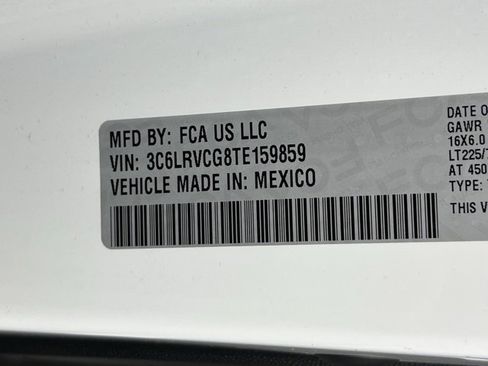 MFD BY: FCA US LLC
VIN: 3C6LRVCG8TE159859
VEHICLE MADE IN: MEXICO
DATE O
GAWR
16X6.0
LT225/7
AT 450
TYPE:
THIS V